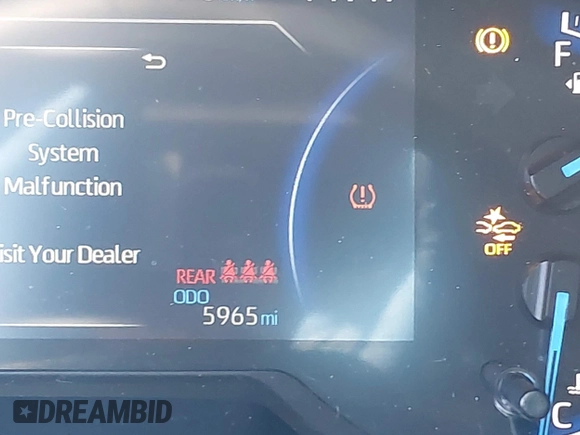 Pre-Collision
System
Malfunction
isit Your Dealer
REAR
ODO
5965 mi
F
OFF
C
DREAMBID